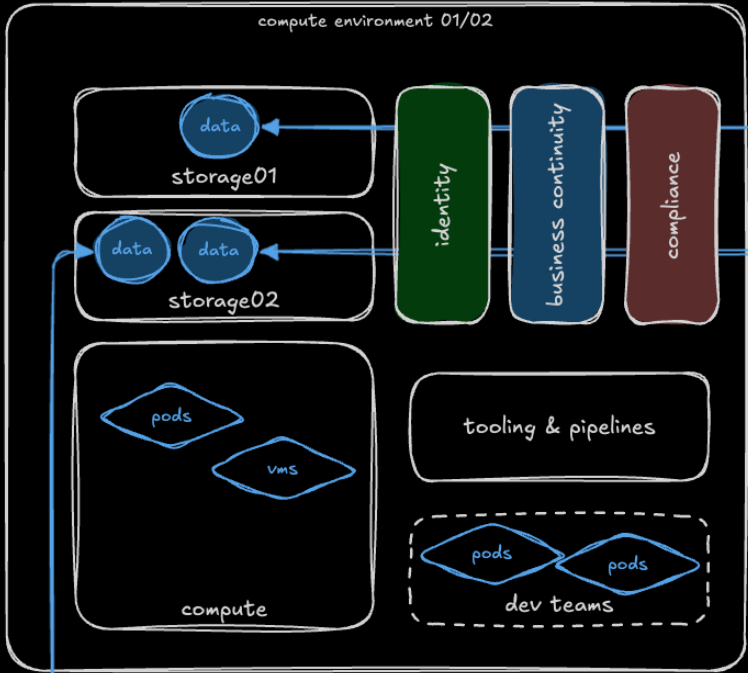 compute environment 01/02
data
storage01
data
data
storage02
identity
business continuity
compliance
pods
vms
compute
tooling & pipelines
pods
pods
dev teams